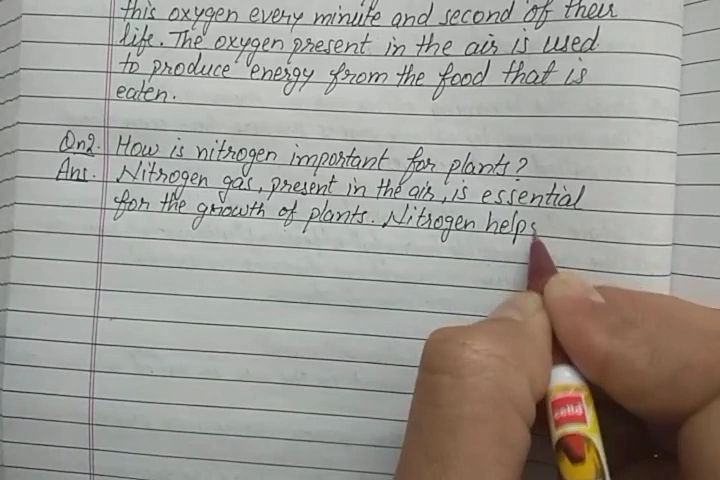 this oxygen every minute and second of their
life. The oxygen present in the air is used
to produce energy from the food that is
eaten.
Qn2. How is nitrogen important for plants?
Ans. Nitrogen gas, present in the air, is essential
for the growth of plants. Nitrogen helps
cello